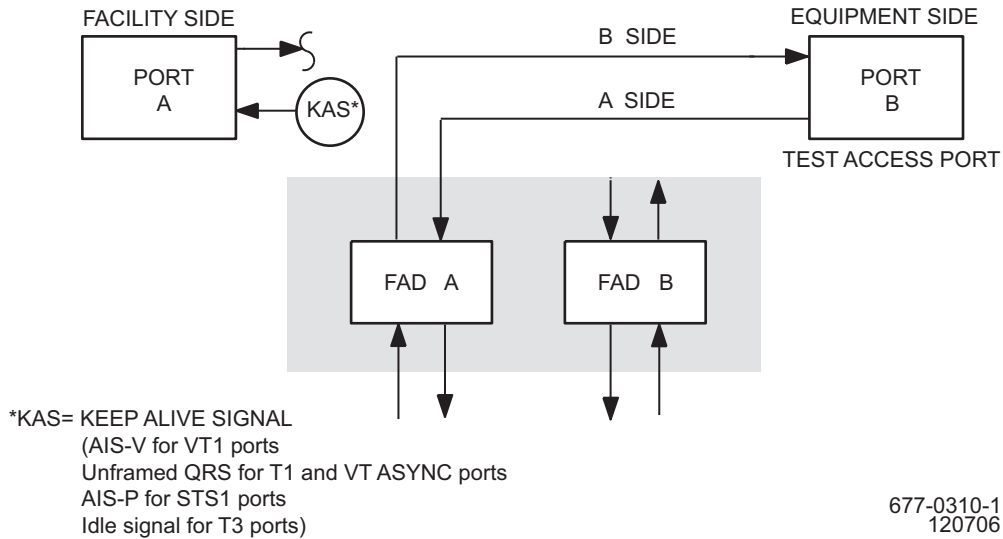 FACILITY SIDE
EQUIPMENT SIDE
B SIDE
PORT
A
KAS*
A SIDE
PORT
B
TEST ACCESS PORT
FAD A
FAD B
*KAS= KEEP ALIVE SIGNAL
(AIS-V for VT1 ports
Unframed QRS for T1 and VT ASYNC ports
AIS-P for STS1 ports
Idle signal for T3 ports)
677-0310-1
120706